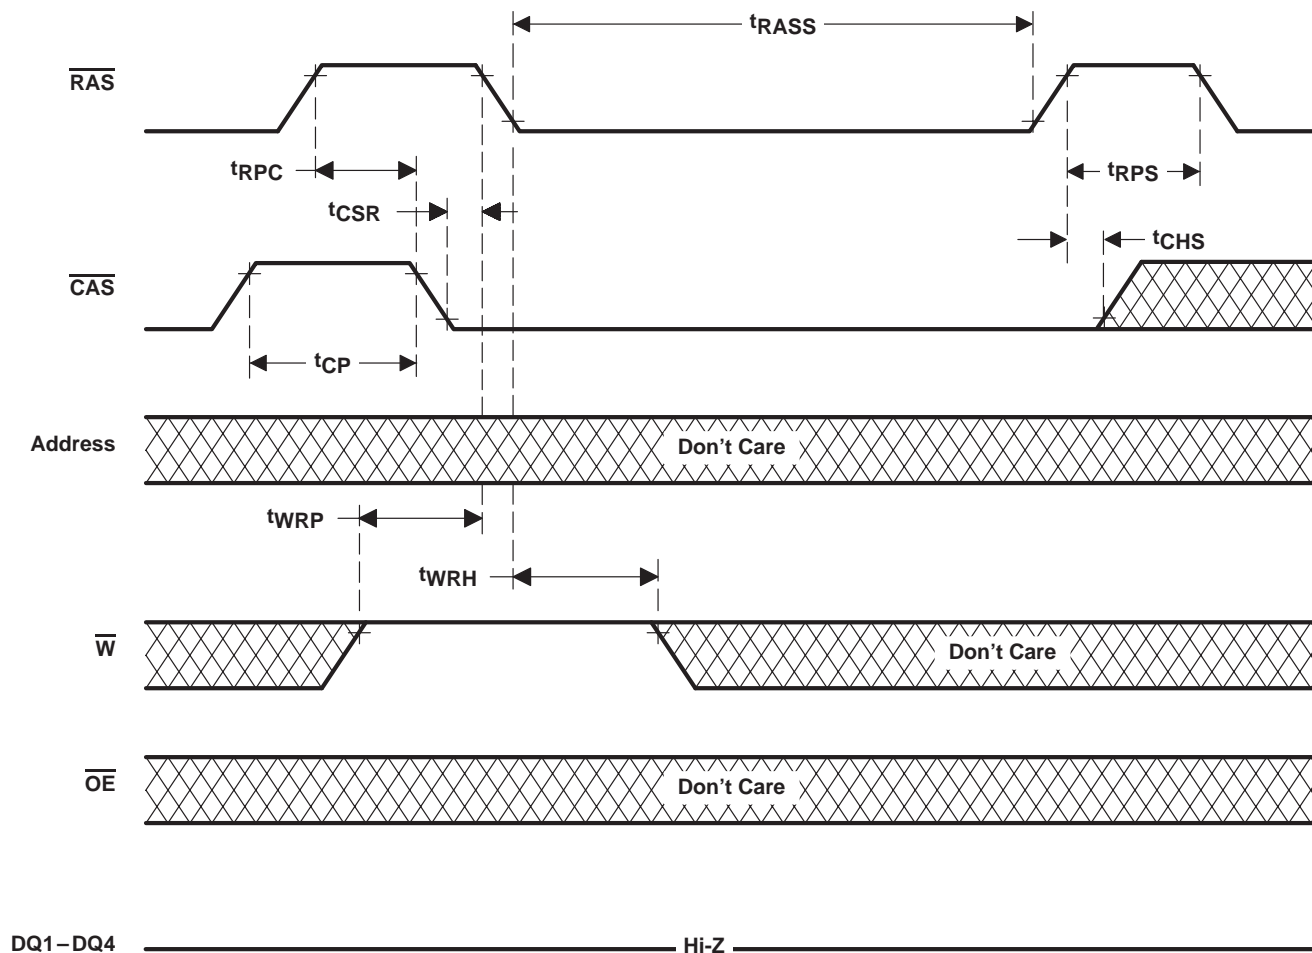 tRASS
RAS
tRPC
tRPS
tCSR
tCHS
CAS
tCP
Address
Don't Care
tWRP
tWRH
W
Don't Care
OE
Don't Care
DQ1–DQ4
Hi-Z